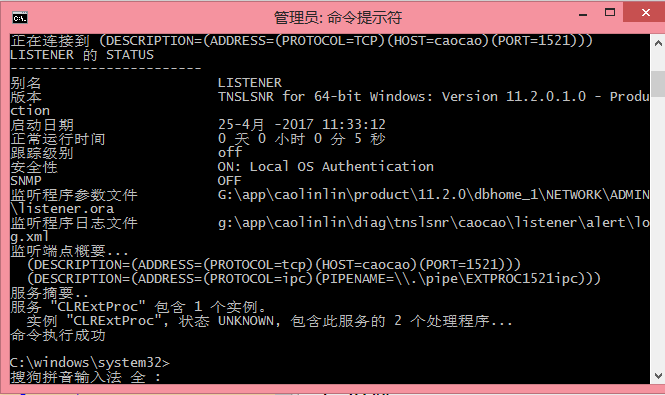 管理员: 命令提示符
正在连接到 (DESCRIPTION=(ADDRESS=(PROTOCOL=TCP)(HOST=caocao)(PORT=1521)))
LISTENER 的 STATUS
------------------------
别名                      LISTENER
版本                      TNSLSNR for 64-bit Windows: Version 11.2.0.1.0 - Produ
ction
启动日期                  25-4月 -2017 11:33:12
正常运行时间              0 天 0 小时 0 分 5 秒
跟踪级别                  off
安全性                    ON: Local OS Authentication
SNMP                      OFF
监听程序参数文件          G:\app\caolinlin\product\11.2.0\dbhome_1\NETWORK\ADMIN
\listener.ora
监听程序日志文件          g:\app\caolinlin\diag\tnslsnr\caocao\listener\alert\lo
g.xml
监听端点概要...
  (DESCRIPTION=(ADDRESS=(PROTOCOL=tcp)(HOST=caocao)(PORT=1521)))
  (DESCRIPTION=(ADDRESS=(PROTOCOL=ipc)(PIPENAME=\\.\pipe\EXTPROC1521ipc)))
服务摘要..
服务 "CLRExtProc" 包含 1 个实例。
  实例 "CLRExtProc", 状态 UNKNOWN, 包含此服务的 2 个处理程序...
命令执行成功
C:\windows\system32>
搜狗拼音输入法 全 :